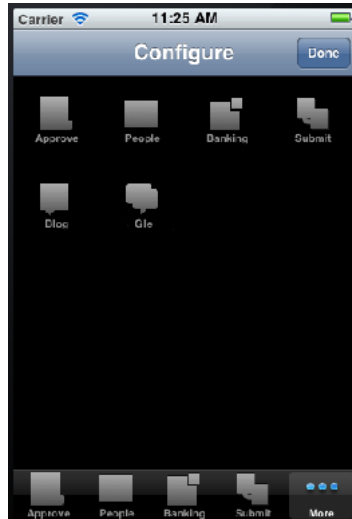 Carrier 11:25 AM
Configure Done
Approve People Banking Submit
Blog Gle
Approve People Banking Submit More